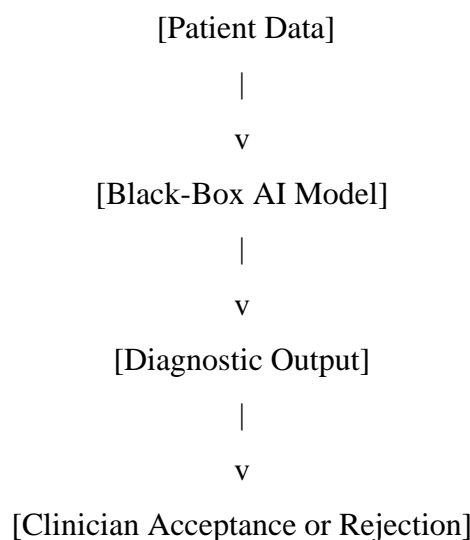 [Patient Data]
|
v
[Black-Box AI Model]
|
v
[Diagnostic Output]
|
v
[Clinician Acceptance or Rejection]